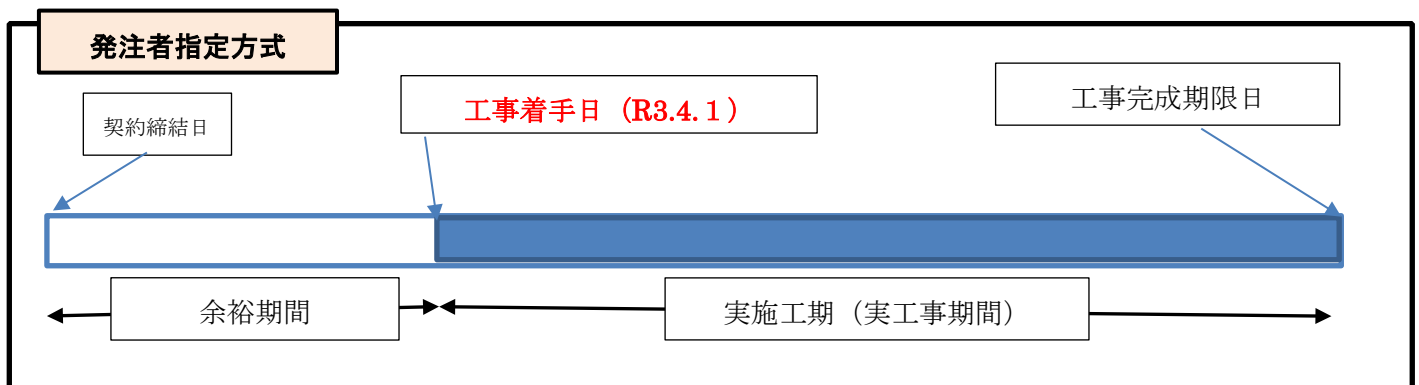 発注者指定方式
契約締結日
工事着手日（R3.4.１）
工事完成期限日
余裕期間
実施工期（実工事期間）